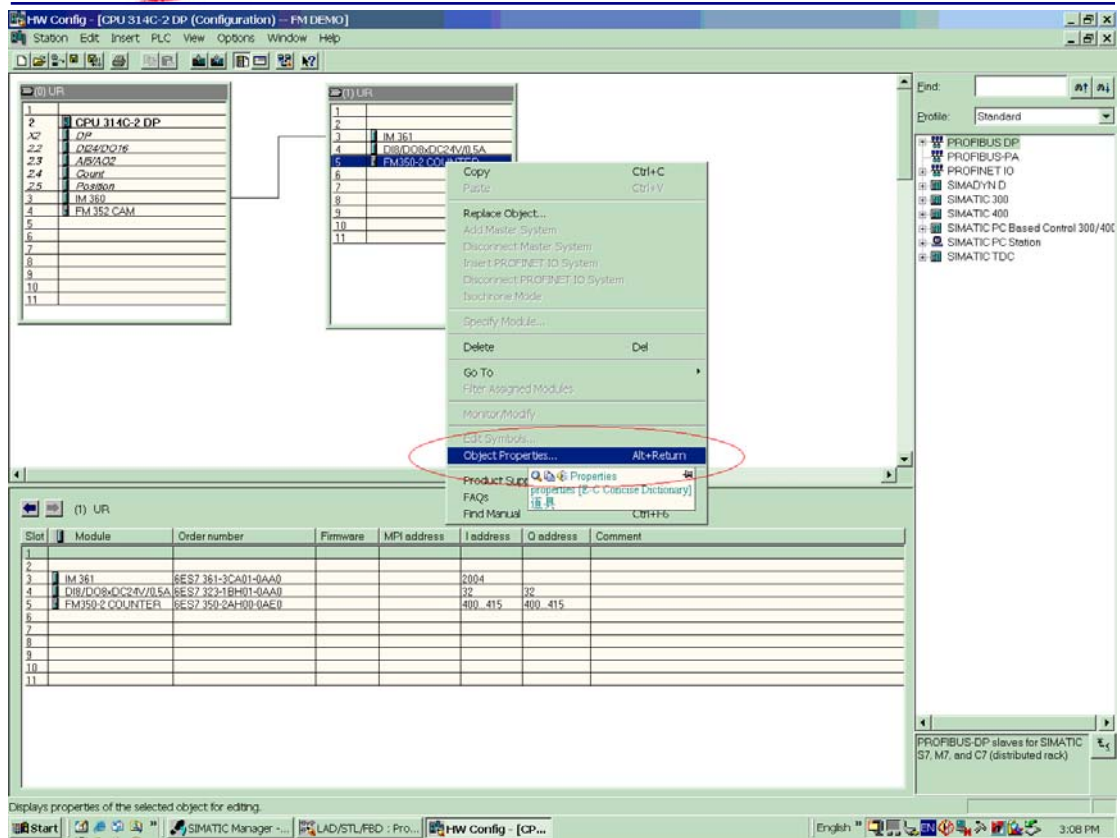 HW Config - [CPU 314C-2 DP (Configuration) -- FM DEMO]
Station Edit Insert PLC View Options Window Help
(0) UR
1
2 CPU 314C-2 DP
X2 DP
2.2 DI24/DO16
2.3 AI5/AO2
2.4 Count
2.5 Position
3 IM 360
4 FM 352 CAM
5
6
7
8
9
10
11
(1) UR
1
2
3 IM 361
4 DI8/DO8xDC24V/0,5A
5 FM350-2 COUNTER
6
7
8
9
10
11
Copy Ctrl+C
Paste Ctrl+V
Replace Object...
Add Master System
Disconnect Master System
Insert PROFINET IO System
Disconnect PROFINET IO System
Isochrone Mode
Specify Module...
Delete Del
Go To
Filter Assigned Modules
Monitor/Modify
Edit Symbols...
Object Properties... Alt+Return
Product Sup
FAQs
Find Manual Ctrl+F6
Properties
properties [E-C Concise Dictionary]
道具
Find:
Profile: Standard
PROFIBUS DP
PROFIBUS-PA
PROFINET IO
SIMADYN D
SIMATIC 300
SIMATIC 400
SIMATIC PC Based Control 300/400
SIMATIC PC Station
SIMATIC TDC
(1) UR
Slot Module Order number Firmware MPI address I address Q address Comment
1
2
3 IM 361 6ES7 361-3CA01-0AA0 2004
4 DI8/DO8xDC24V/0,5A 6ES7 323-1BH01-0AA0 32 32
5 FM350-2 COUNTER 6ES7 350-2AH00-0AE0 400...415 400...415
6
7
8
9
10
11
PROFIBUS-DP slaves for SIMATIC
S7, M7, and C7 (distributed rack)
Displays properties of the selected object for editing.
Start SIMATIC Manager -... LAD/STL/FBD : Pro... HW Config - [CP... English EN 3:08 PM